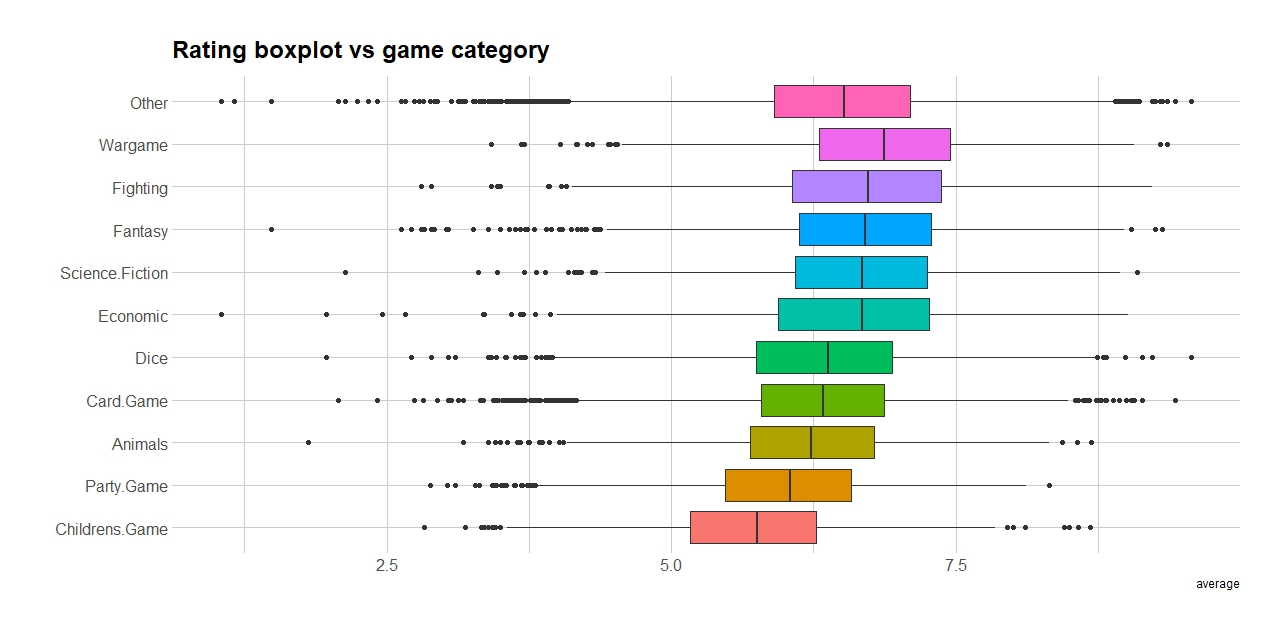 Rating boxplot vs game category
Other
Wargame
Fighting
Fantasy
Science.Fiction
Economic
Dice
Card.Game
Animals
Party.Game
Childrens.Game
2.5 5.0 7.5
average